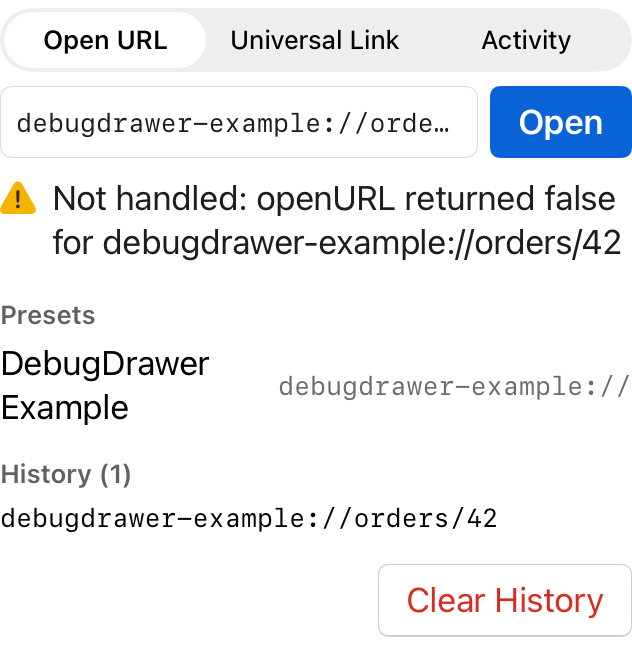 Open URL
Universal Link
Activity
debugdrawer-example://orde…
Open
Not handled: openURL returned false
for debugdrawer-example://orders/42
Presets
DebugDrawer
Example
debugdrawer-example://
History (1)
debugdrawer-example://orders/42
Clear History